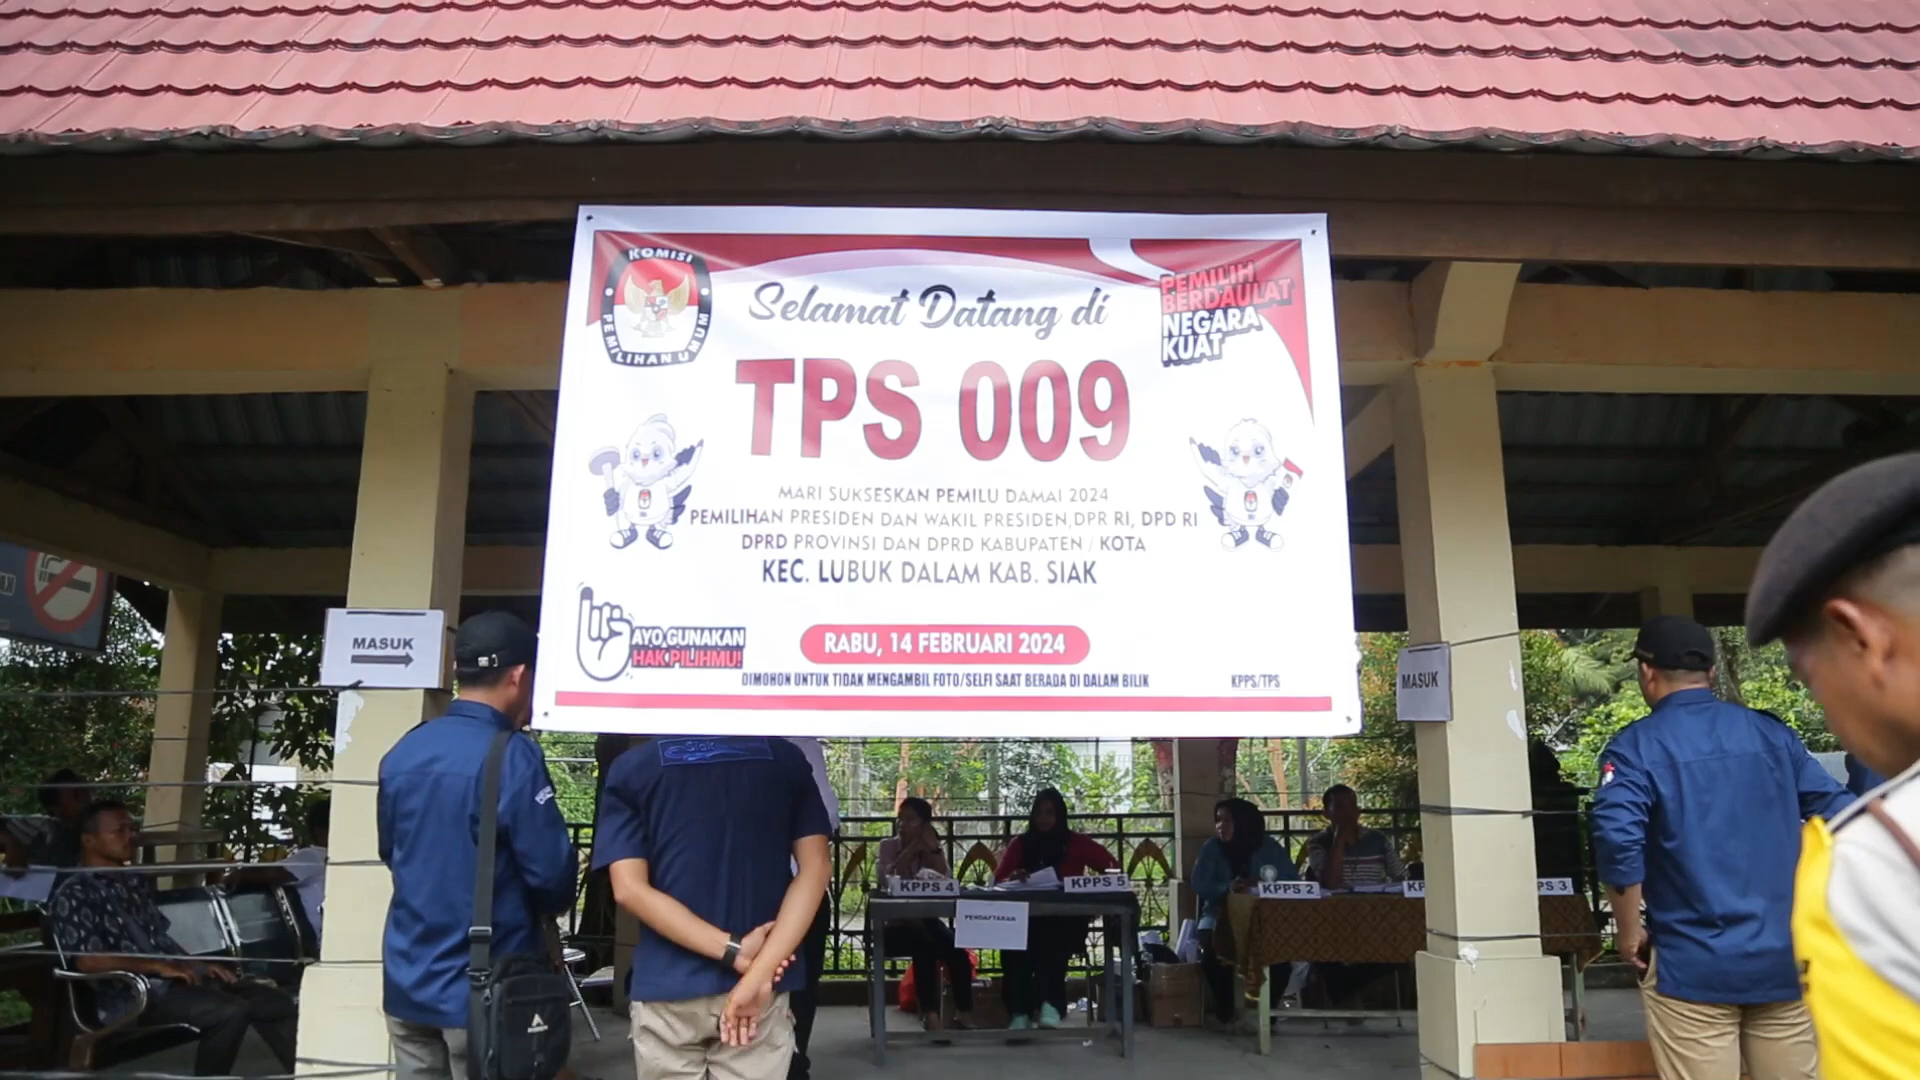 KOMISI
PEMILIHAN UMUM
Selamat Datang di
PEMILIH
BERDAULAT
NEGARA
KUAT
TPS 009
MARI SUKSESKAN PEMILU DAMAI 2024
PEMILIHAN PRESIDEN DAN WAKIL PRESIDEN,DPR RI, DPD RI
DPRD PROVINSI DAN DPRD KABUPATEN / KOTA
KEC. LUBUK DALAM KAB. SIAK
AYO,GUNAKAN
HAK PILIHMU!
RABU, 14 FEBRUARI 2024
DIMOHON UNTUK TIDAK MENGAMBIL FOTO/SELFI SAAT BERADA DI DALAM BILIK
KPPS/TPS
MASUK
MASUK
Siak
KPPS 4
KPPS 5
KPPS 2
KP
S 3
PENDAFTARAN